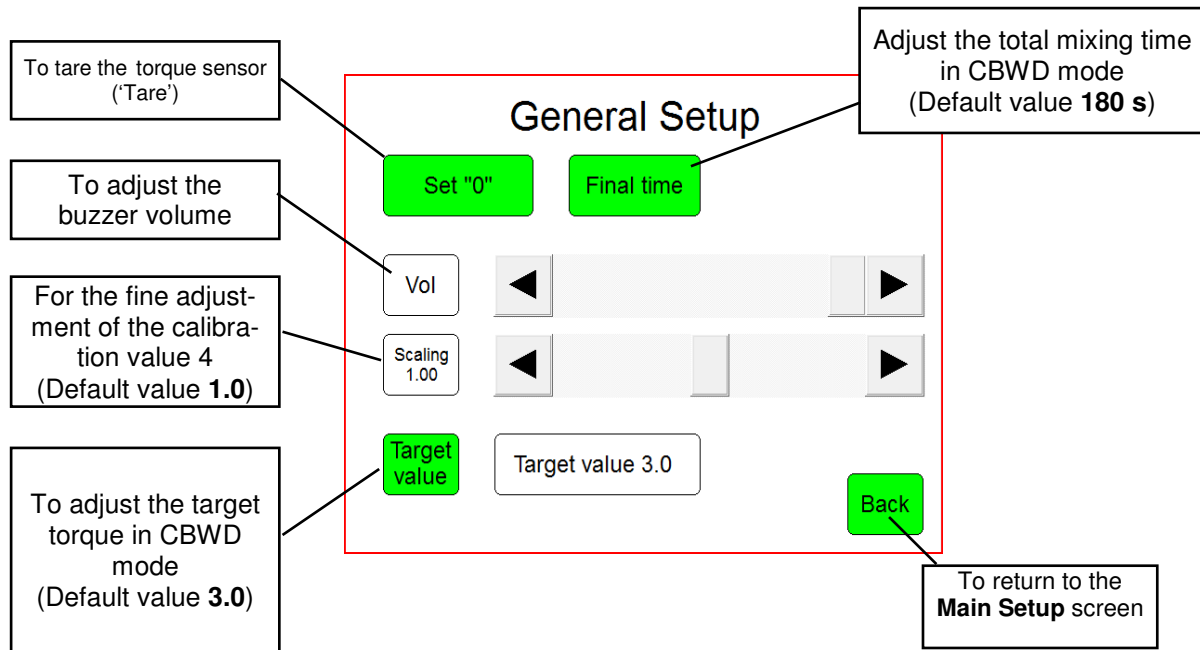 To tare the torque sensor
('Tare')
Adjust the total mixing time
in CBWD mode
(Default value 180 s)
General Setup
Set "0"
Final time
To adjust the
buzzer volume
Vol
For the fine adjust-
ment of the calibra-
tion value 4
(Default value 1.0)
Scaling
1.00
Target
value
Target value 3.0
To adjust the target
torque in CBWD
mode
(Default value 3.0)
Back
To return to the
Main Setup screen